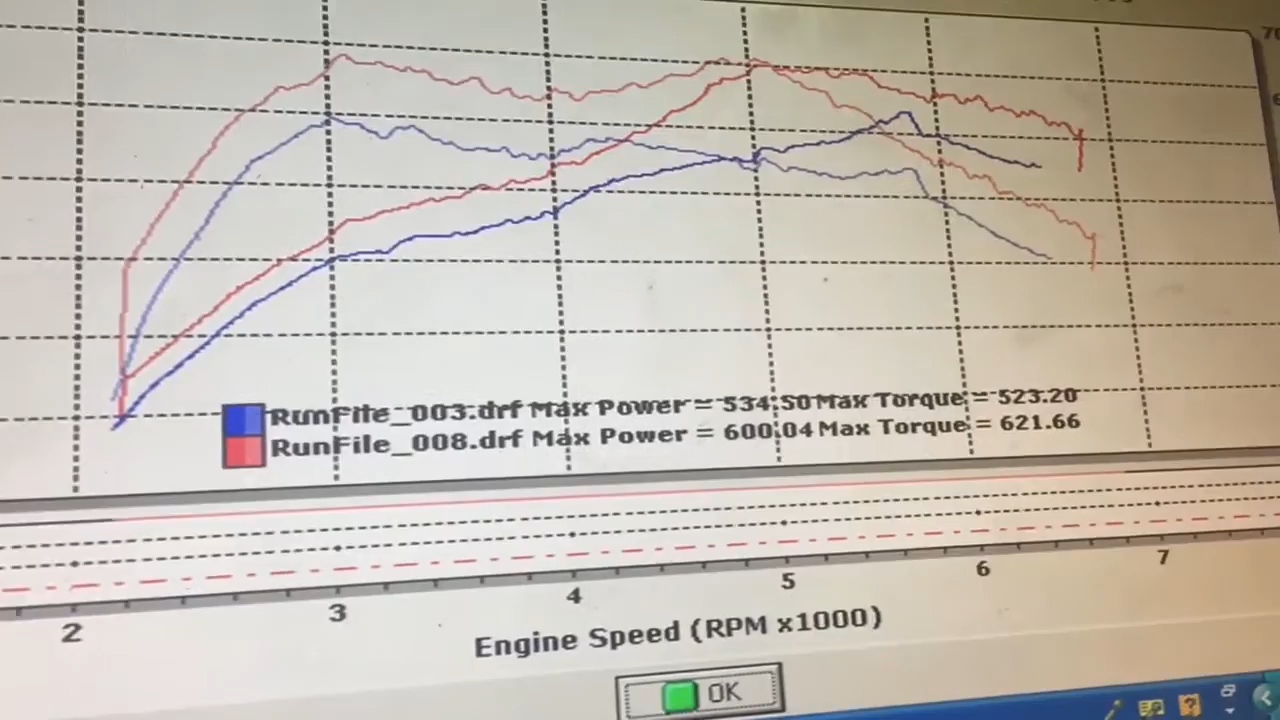 70
RunFile_003.drf Max Power = 534.50 Max Torque = 523.20
RunFile_008.drf Max Power = 600.04 Max Torque = 621.66
2 3 4 5 6 7
Engine Speed (RPM x1000)
OK